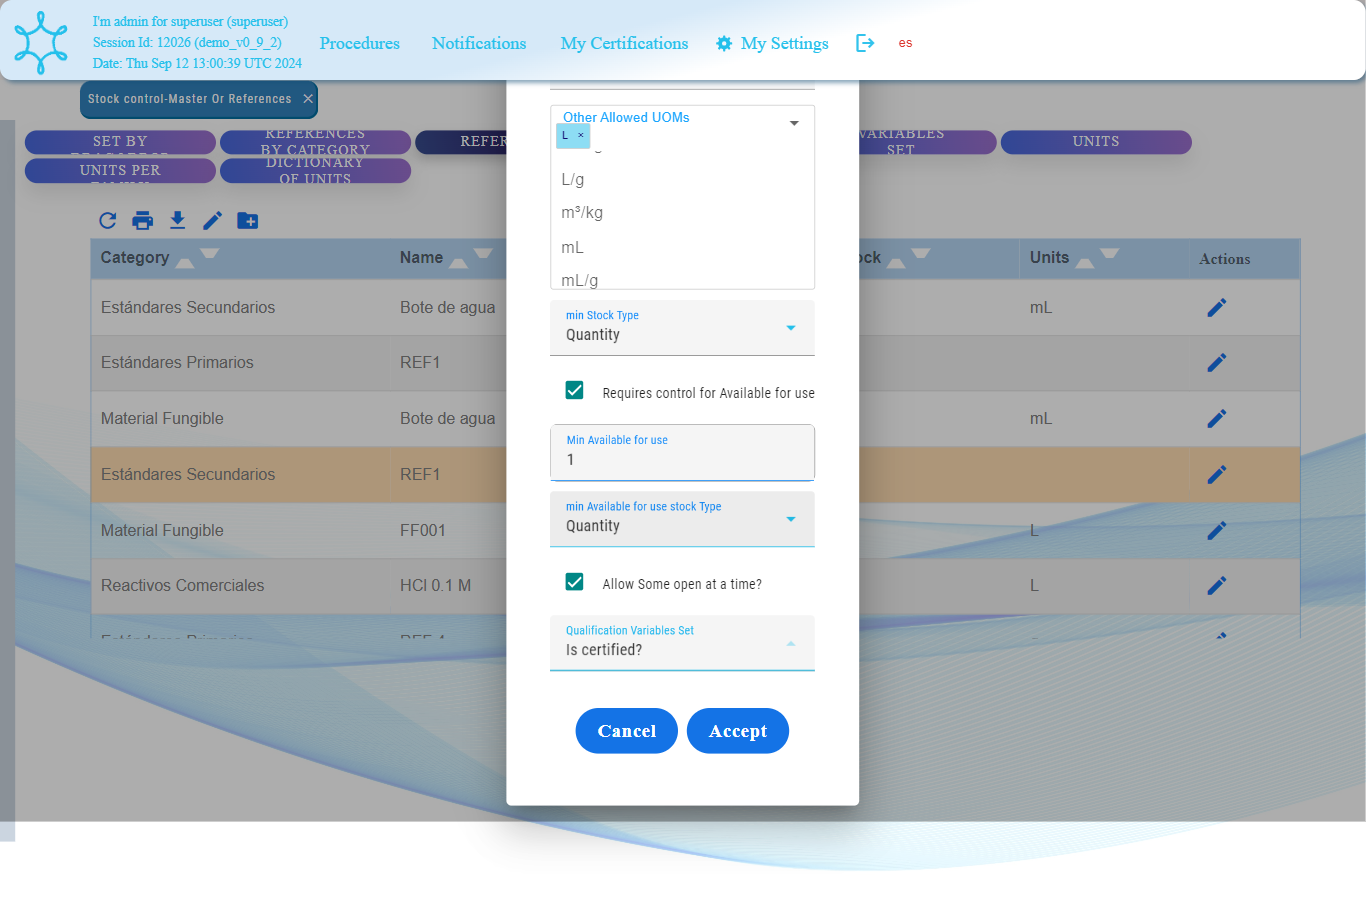 I'm admin for superuser (superuser)
Session Id: 12026 (demo_v0_9_2)
Date: Thu Sep 12 13:00:39 UTC 2024
Procedures
Notifications
My Certifications
My Settings
es
Stock control-Master Or References ×
SET BY
REFERENCES
BY CATEGORY
REFER
VARIABLES
SET
UNITS
UNITS PER
DICTIONARY
OF UNITS
Category Name ock Units Actions
Estándares Secundarios Bote de agua mL
Estándares Primarios REF1
Material Fungible Bote de agua mL
Estándares Secundarios REF1
Material Fungible FF001 L
Reactivos Comerciales HCl 0.1 M L
Estándares Primarios REF 4
Other Allowed UOMs
L ×
L/g
m³/kg
mL
mL/g
min Stock Type
Quantity
Requires control for Available for use
Min Available for use
1
min Available for use stock Type
Quantity
Allow Some open at a time?
Qualification Variables Set
Is certified?
Cancel
Accept